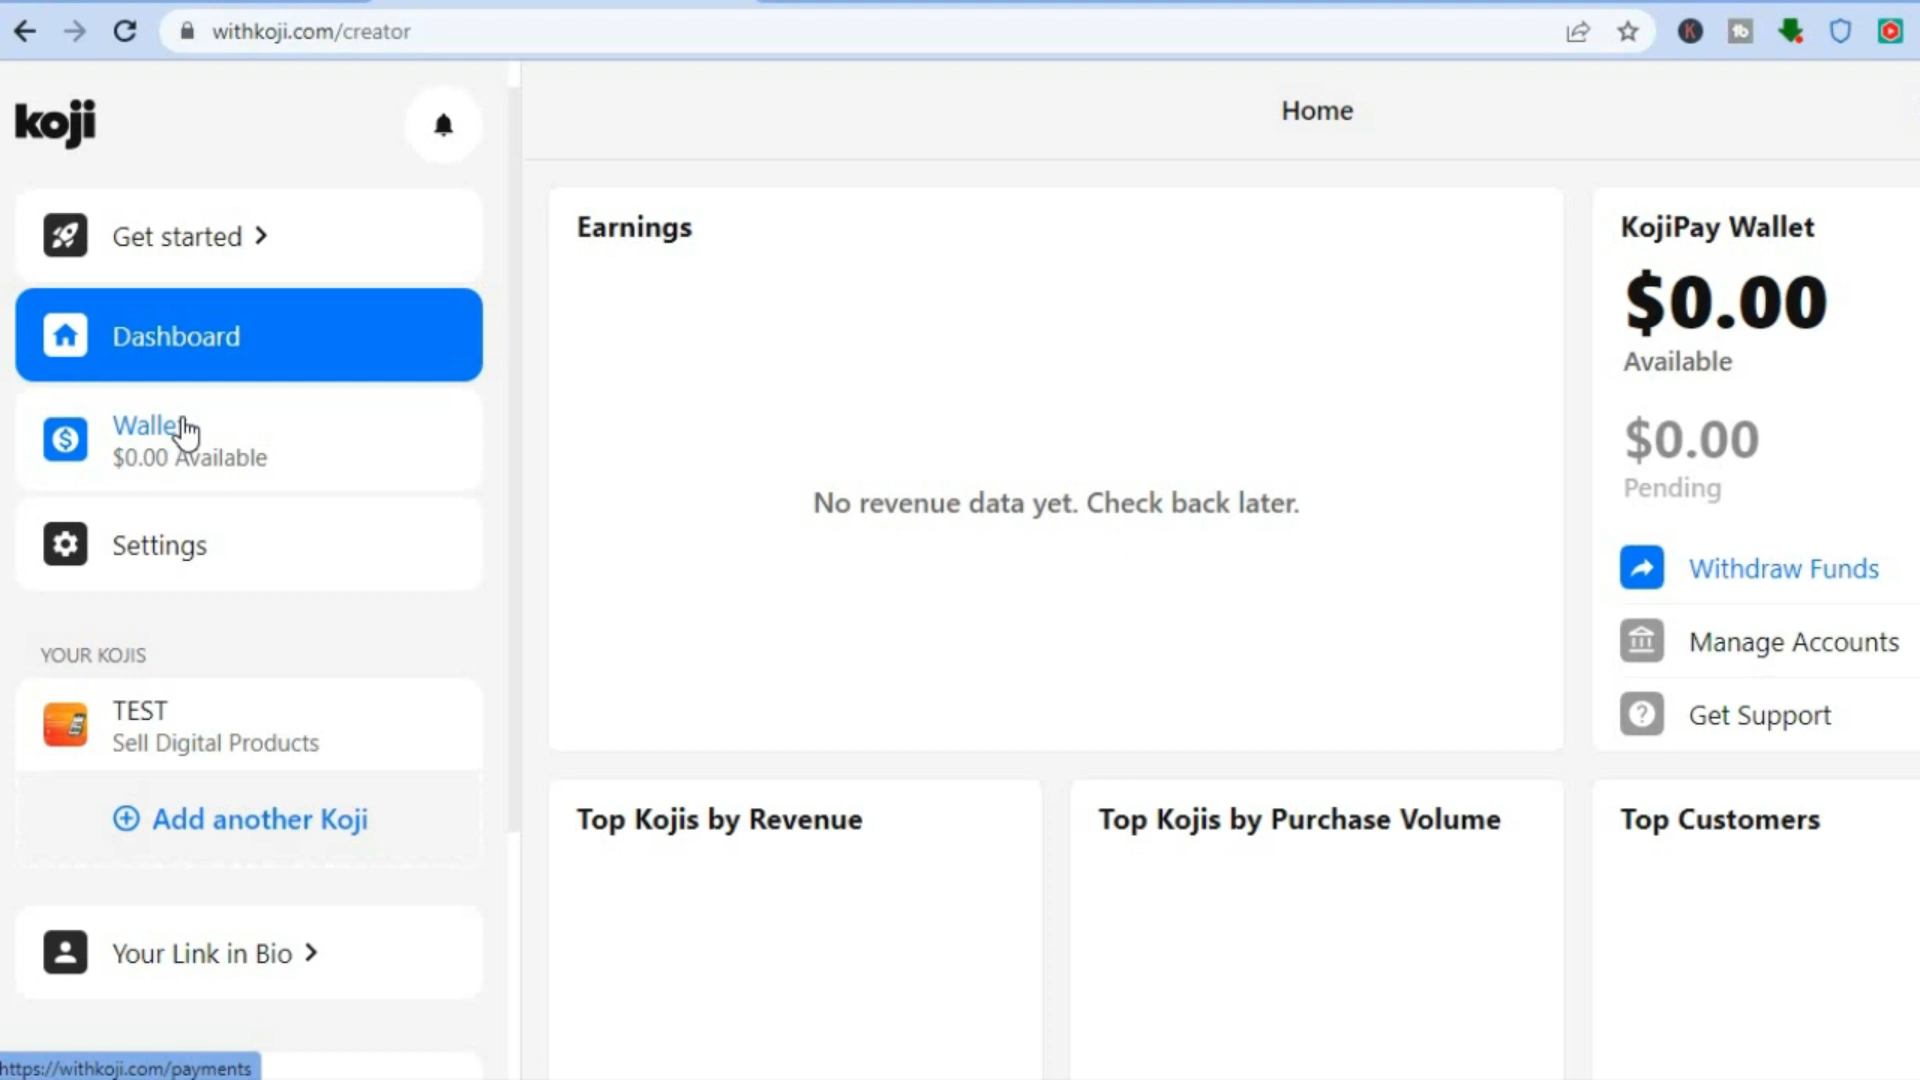 withkoji.com/creator
koji
Home
Get started
Dashboard
Wallet
$0.00 Available
Settings
YOUR KOJIS
TEST
Sell Digital Products
Add another Koji
Your Link in Bio
https://withkoji.com/payments
Earnings
No revenue data yet. Check back later.
KojiPay Wallet
$0.00
Available
$0.00
Pending
Withdraw Funds
Manage Accounts
Get Support
Top Kojis by Revenue
Top Kojis by Purchase Volume
Top Customers